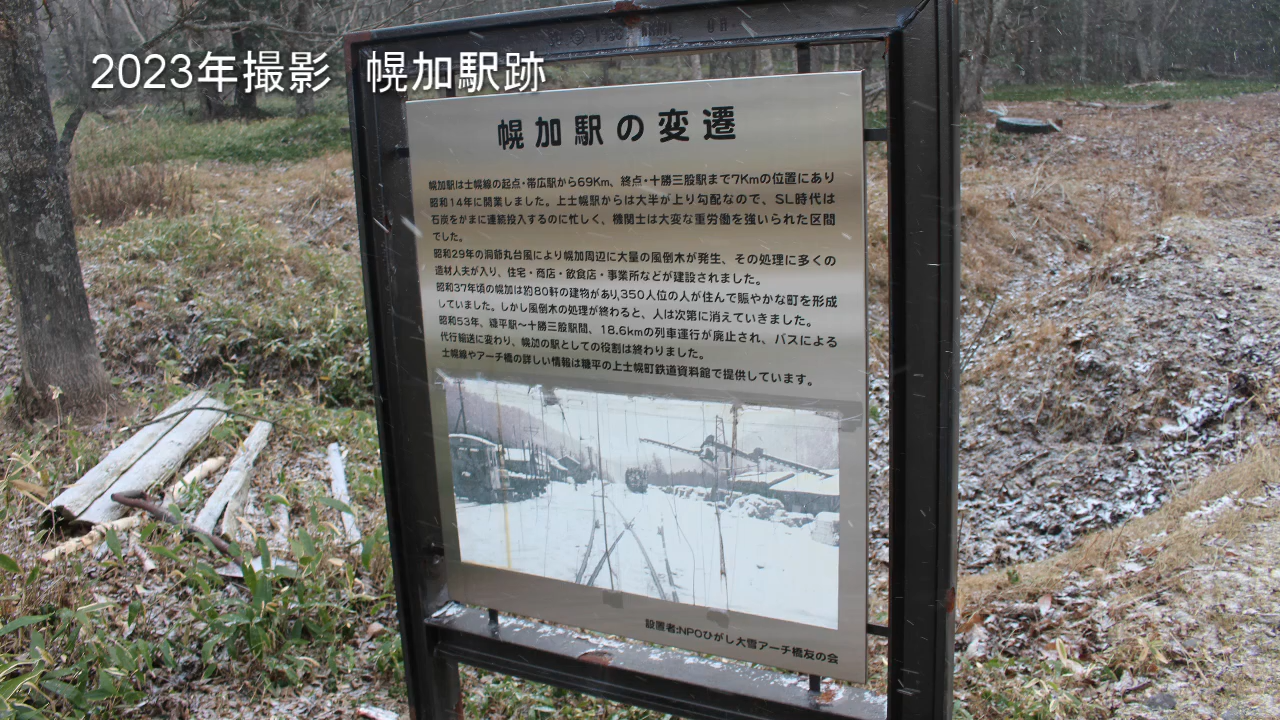 2023年撮影　幌加駅跡
幌加駅の変遷
幌加駅は士幌線の起点・帯広駅から69Km、終点・十勝三股駅まで7Kmの位置にあり
昭和14年に開業しました。上士幌駅からは大半が上り勾配なので、SL時代は
石炭をかまに連続投入するのに忙しく、機関士は大変な重労働を強いられた区間
でした。
昭和29年の洞爺丸台風により幌加周辺に大量の風倒木が発生、その処理に多くの
造材人夫が入り、住宅・商店・飲食店・事業所などが建設されました。
昭和37年頃の幌加は約80軒の建物があり,350人位の人が住んで賑やかな町を形成
していました。しかし風倒木の処理が終わると、人は次第に消えていきました。
昭和53年、糠平駅〜十勝三股駅間、18.6kmの列車運行が廃止され、バスによる
代行輸送に変わり、幌加の駅としての役割は終わりました。
士幌線やアーチ橋の詳しい情報は糠平の上士幌町鉄道資料館で提供しています。
設置者:NPOひがし大雪アーチ橋友の会